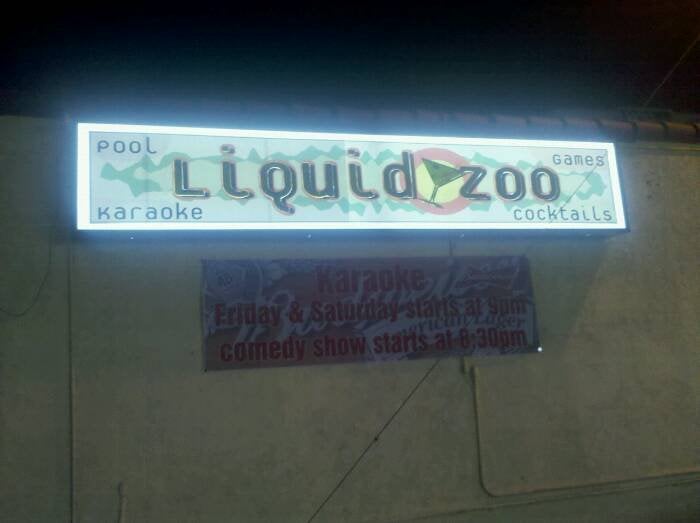 Pool
Games
Liquid Zoo
Karaoke
cocktails
Karaoke
Friday & Saturday starts at 9pm
comedy show starts at 8:30pm